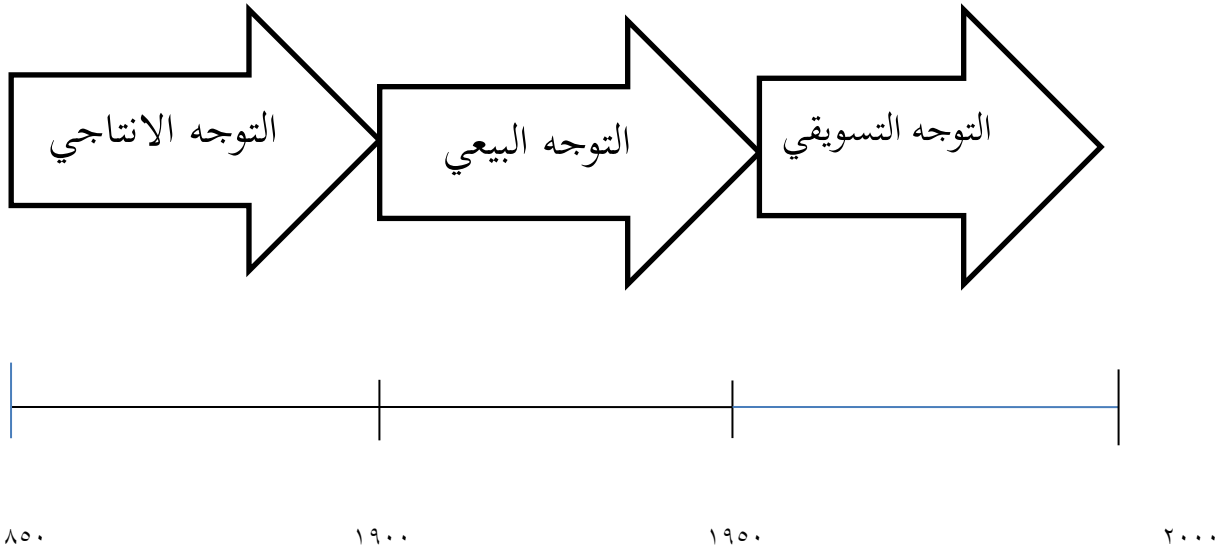 التوجه الانتاجي
التوجه البيعي
التوجه التسويقي
٨٥٠
١٩٠٠
١٩٥٠
٢٠٠٠